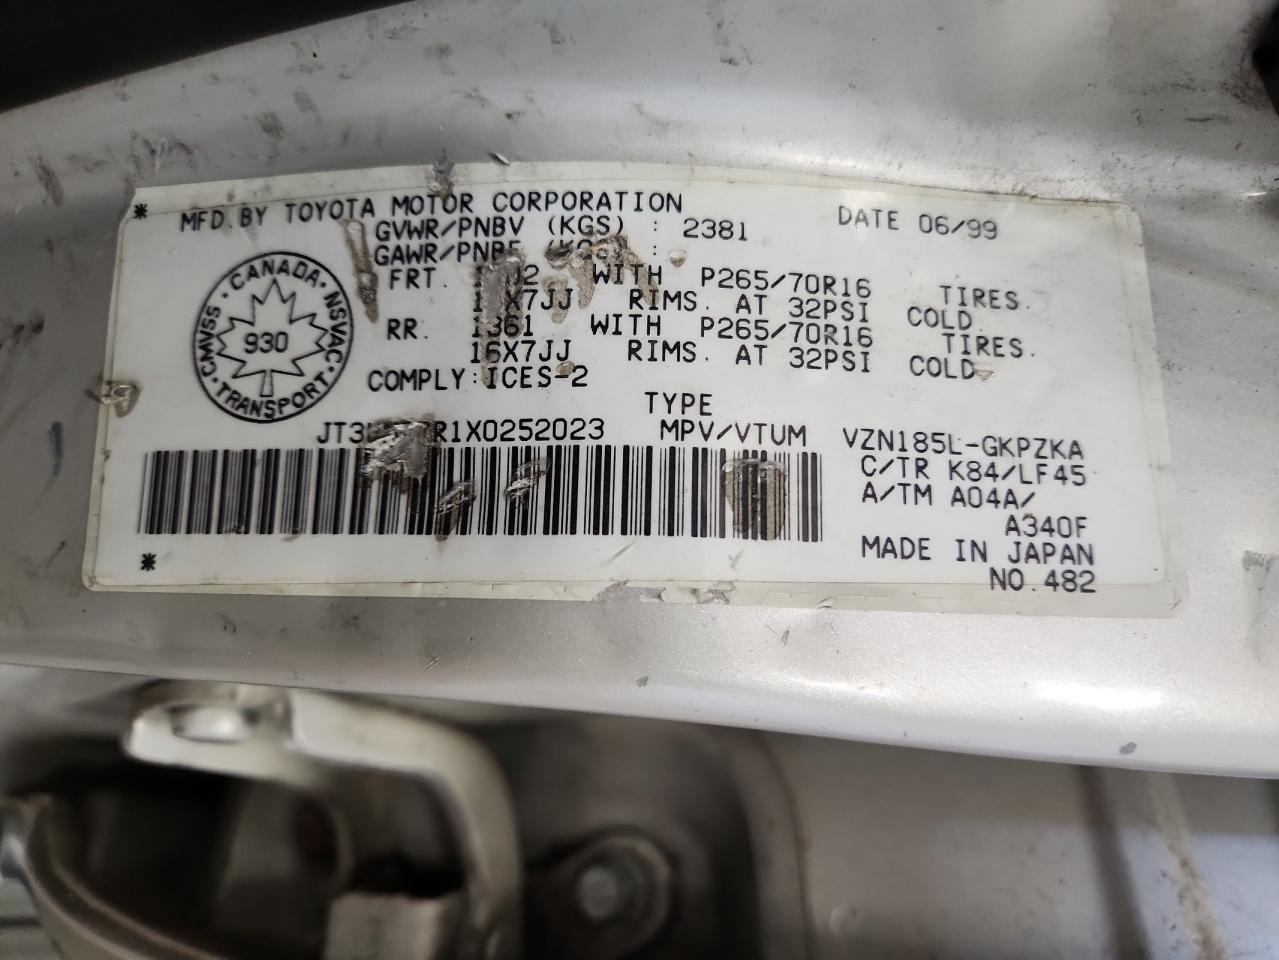 * MFD.BY TOYOTA MOTOR CORPORATION DATE 06/99
GVWR/PNBV (KGS) : 2381
GAWR/PNBE (KGS) :
FRT. WITH P265/70R16 TIRES.
RIMS. AT 32PSI COLD.
RR. 1361 WITH P265/70R16 TIRES.
16X7JJ RIMS. AT 32PSI COLD
COMPLY:ICES-2
CANADA · NSVAC · TRANSPORT · CMVSS ·
930
TYPE
MPV/VTUM VZN185L-GKPZKA
C/TR K84/LF45
A/TM A04A/
A340F
MADE IN JAPAN
* NO.482